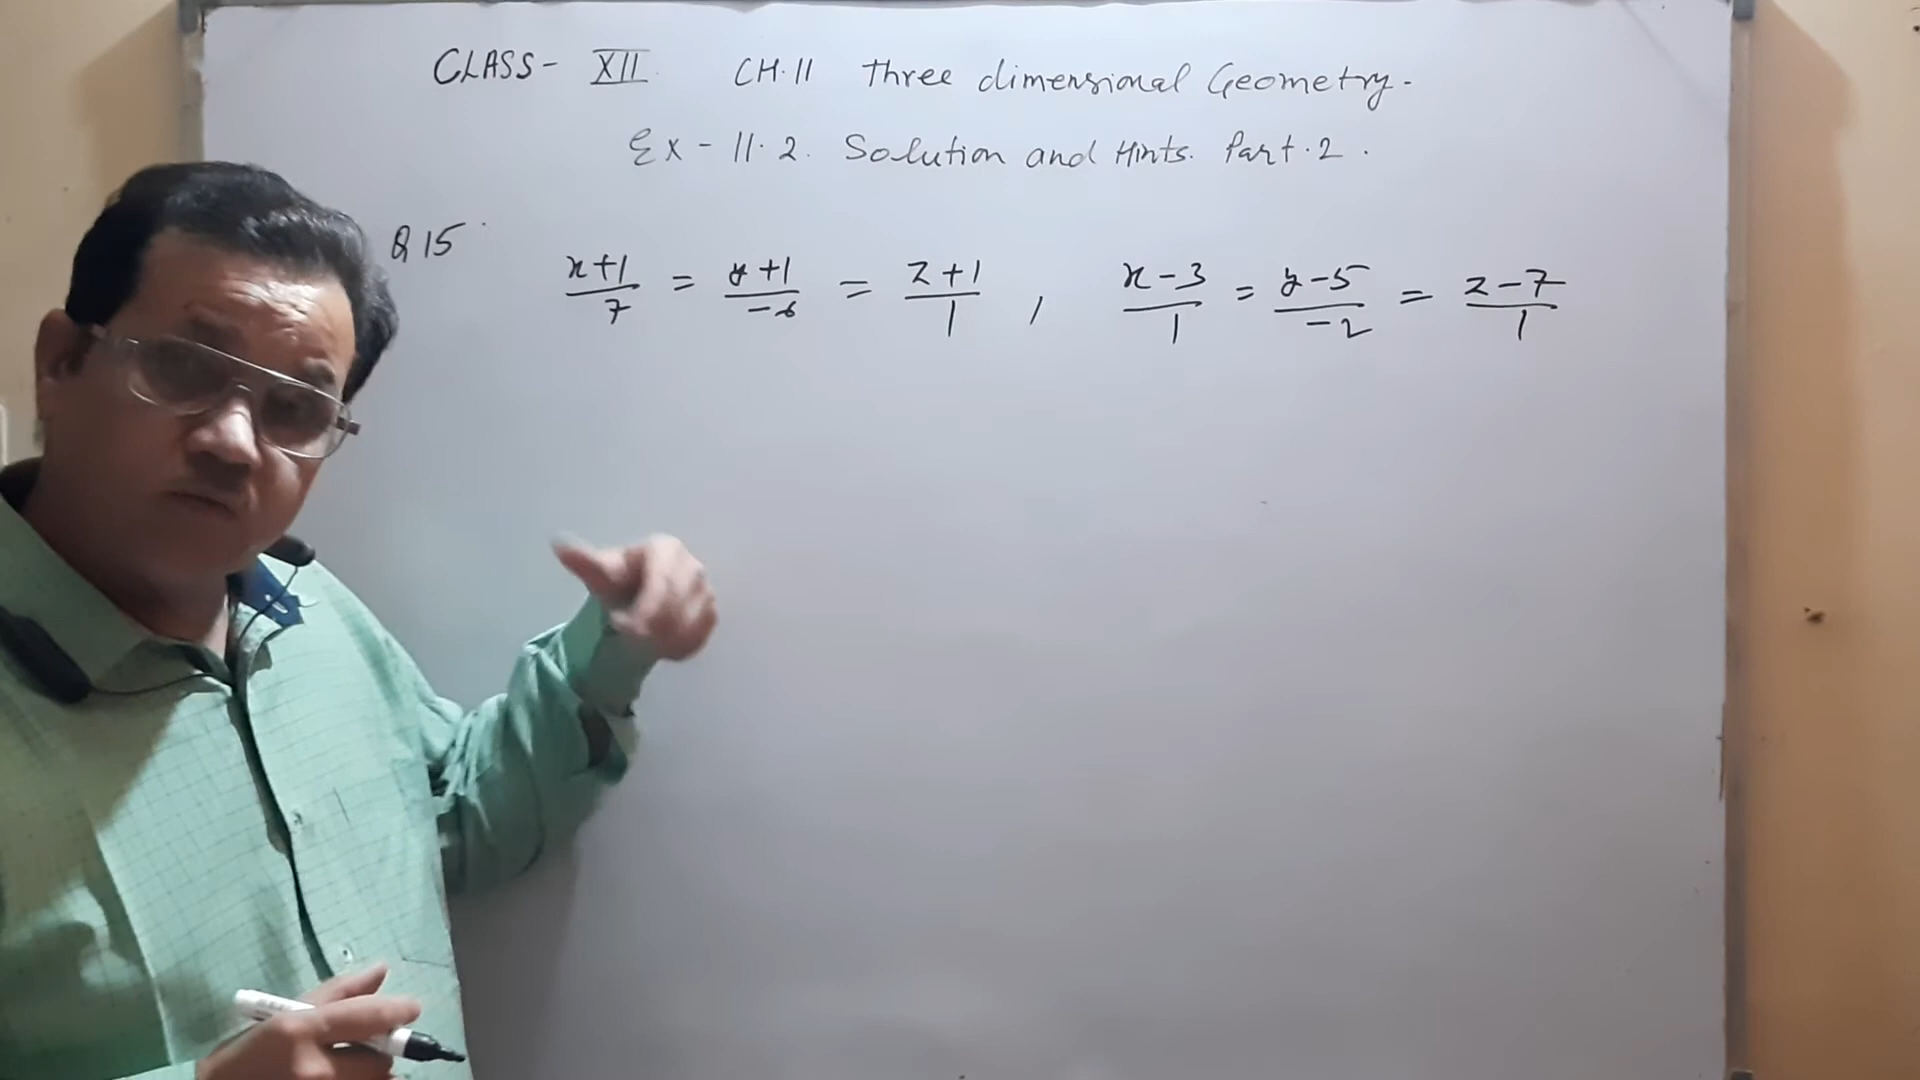 CLASS- XII CH.11 Three dimensional Geometry-
Ex - 11.2. Solution and Hints. Part.2.
Q15. x+1/7 = y+1/-6 = z+1/1 , x-3/1 = y-5/-2 = z-7/1